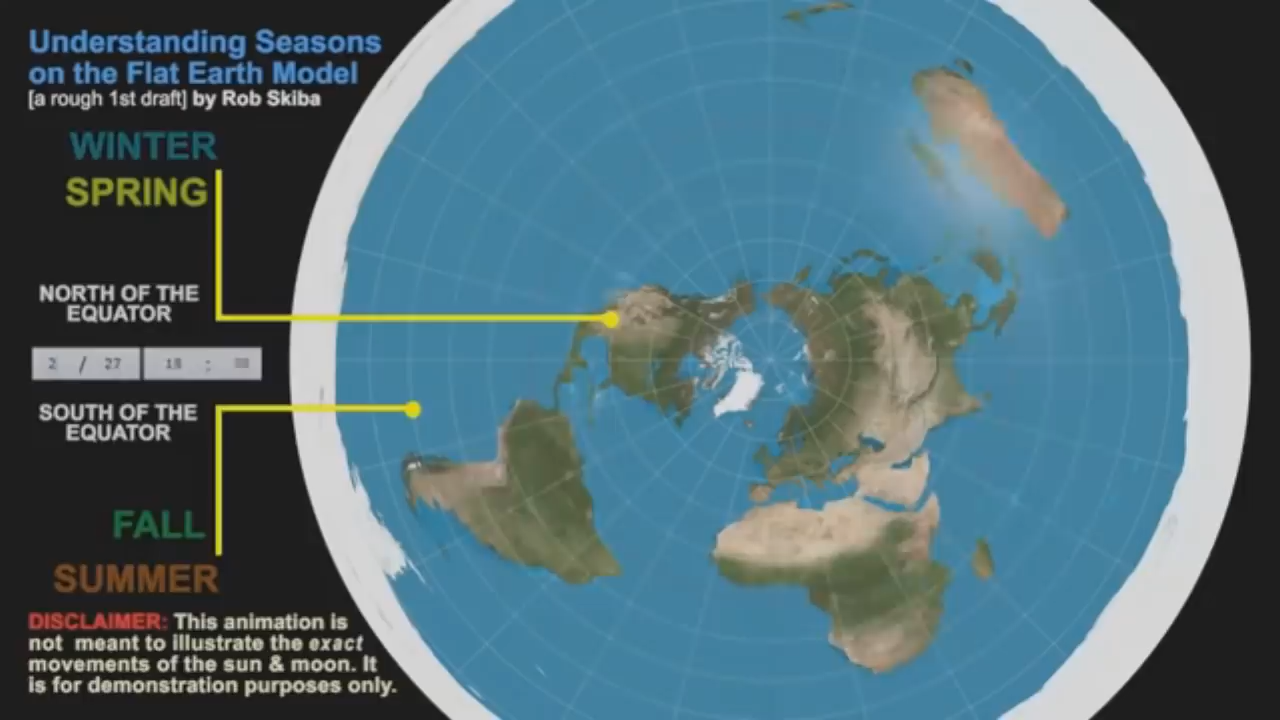 Understanding Seasons
on the Flat Earth Model
[a rough 1st draft] by Rob Skiba
WINTER
SPRING
NORTH OF THE
EQUATOR
2 / 27 18 :
SOUTH OF THE
EQUATOR
FALL
SUMMER
DISCLAIMER: This animation is
not meant to illustrate the exact
movements of the sun & moon. It
is for demonstration purposes only.